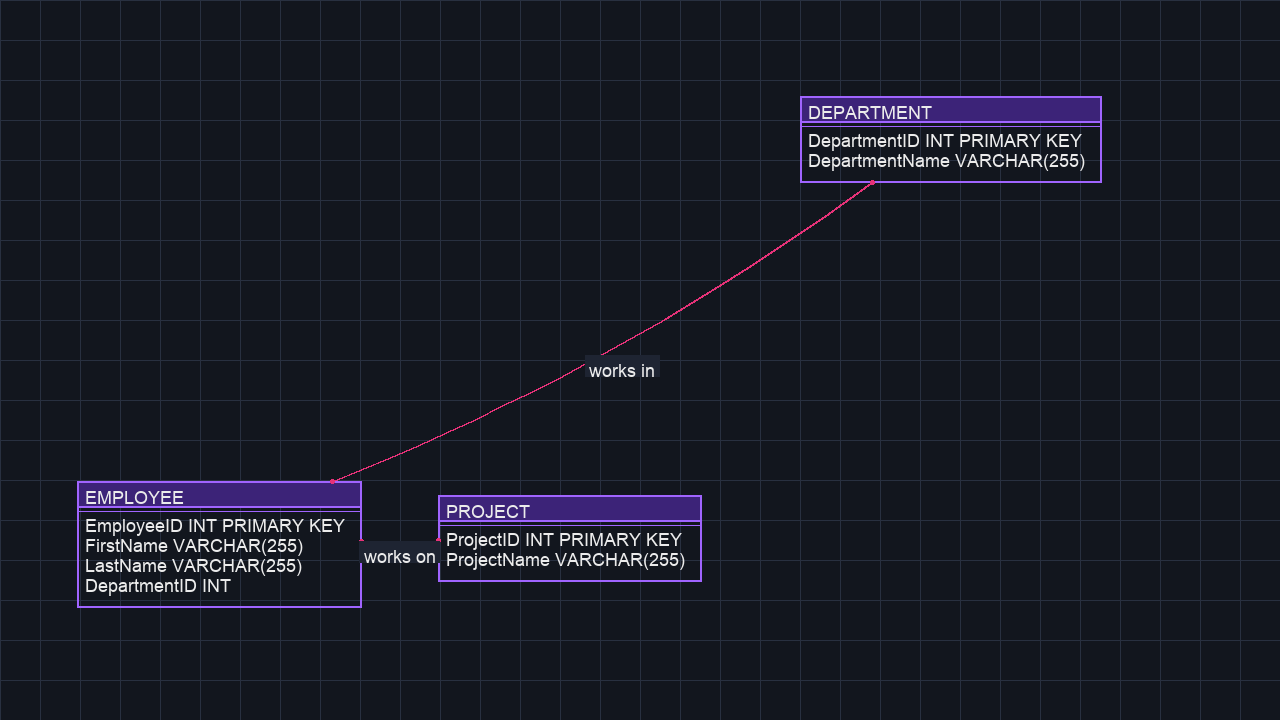 DEPARTMENT
DepartmentID INT PRIMARY KEY
DepartmentName VARCHAR(255)
works in
EMPLOYEE
EmployeeID INT PRIMARY KEY
FirstName VARCHAR(255)
LastName VARCHAR(255)
DepartmentID INT
works on
PROJECT
ProjectID INT PRIMARY KEY
ProjectName VARCHAR(255)